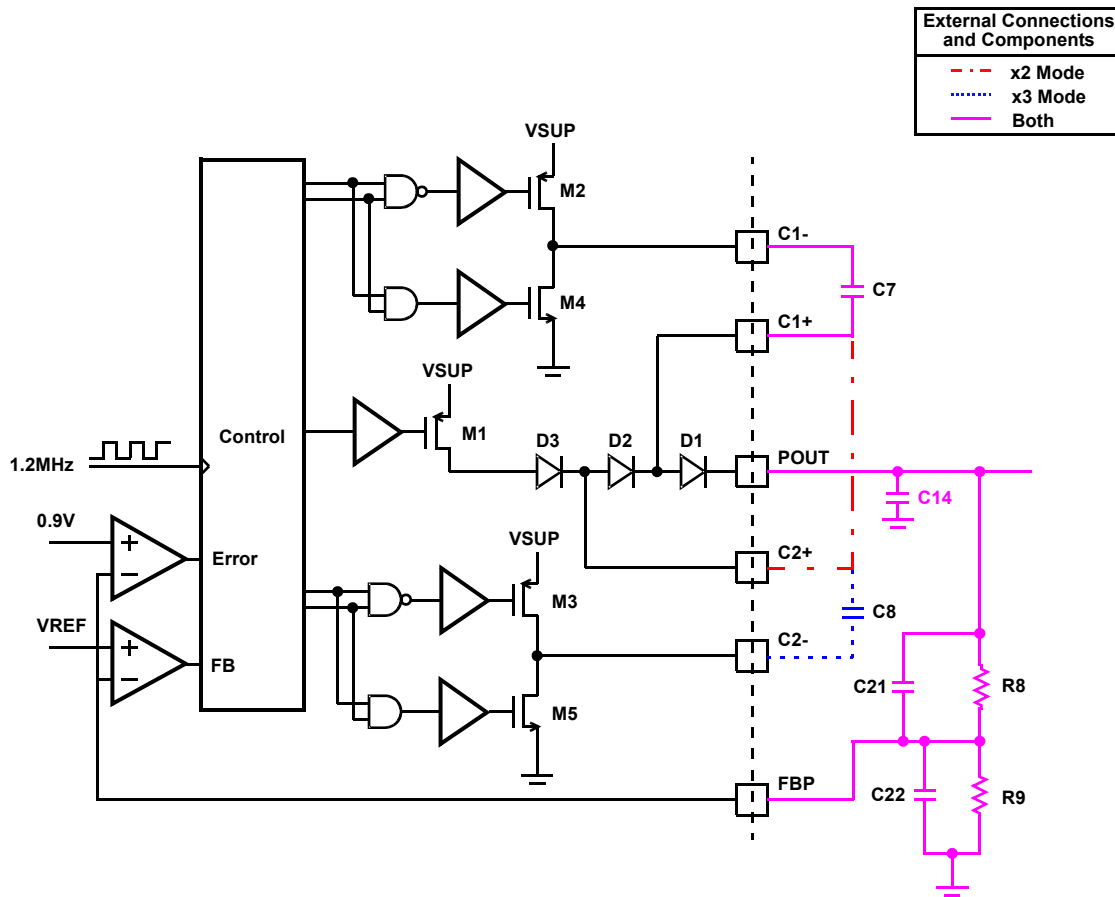 External Connections
and Components
x2 Mode
x3 Mode
Both
VSUP
M2
C1-
C7
M4
C1+
VSUP
M1
Control
D3
D2
D1
POUT
1.2MHz
C14
0.9V
VSUP
C2+
Error
M3
C8
VREF
C2-
FB
C21
R8
M5
FBP
C22
R9